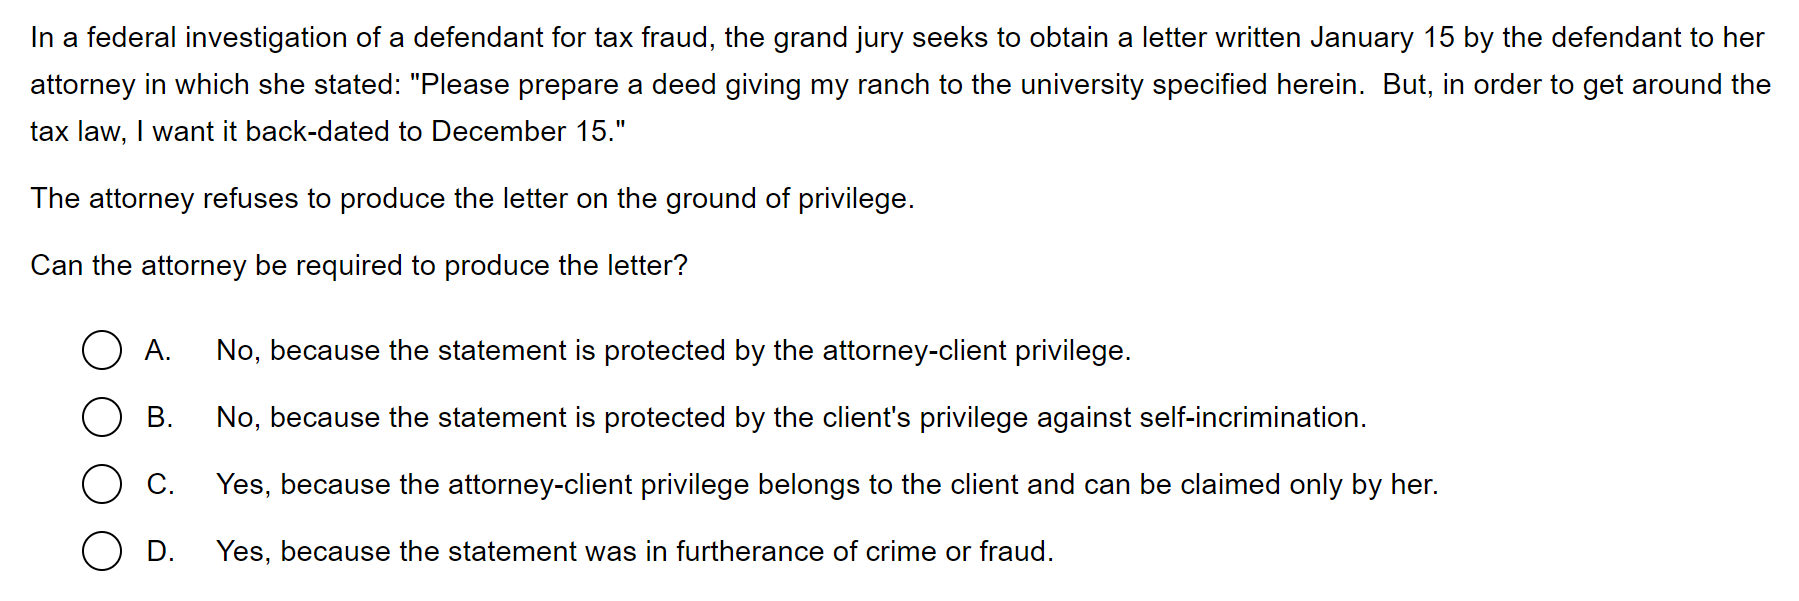 In a federal investigation of a defendant for tax fraud, the grand jury seeks to obtain a letter written January 15 by the defendant to her
attorney in which she stated: "Please prepare a deed giving my ranch to the university specified herein.  But, in order to get around the
tax law, I want it back-dated to December 15."
The attorney refuses to produce the letter on the ground of privilege.
Can the attorney be required to produce the letter?
A. No, because the statement is protected by the attorney-client privilege.
B. No, because the statement is protected by the client's privilege against self-incrimination.
C. Yes, because the attorney-client privilege belongs to the client and can be claimed only by her.
D. Yes, because the statement was in furtherance of crime or fraud.